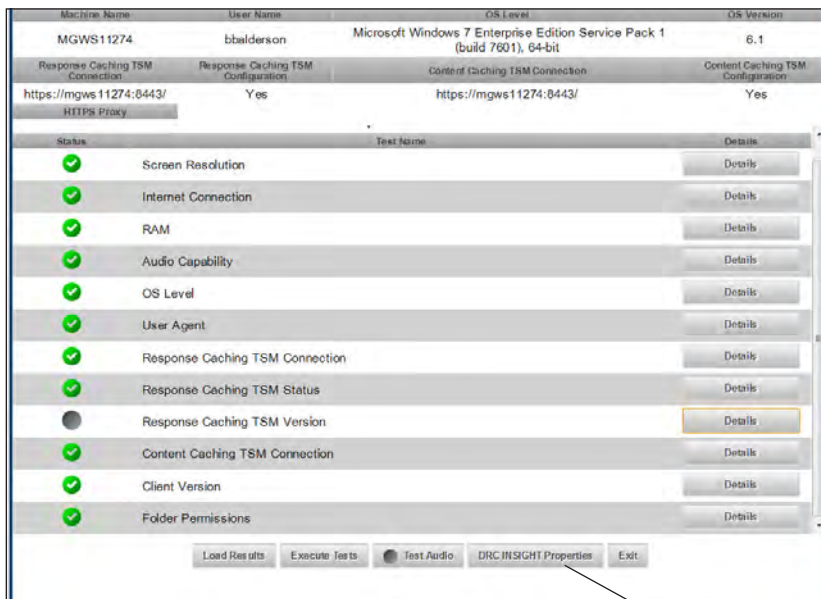 Machine Name User Name OS Level OS Version
MGWS11274 bbalderson Microsoft Windows 7 Enterprise Edition Service Pack 1 (build 7601), 64-bit 6.1
Response Caching TSM Connection Response Caching TSM Configuration Content Caching TSM Connection Content Caching TSM Configuration
https://mgws11274:8443/ Yes https://mgws11274:8443/ Yes
HTTPS Proxy
Status Test Name Details
Screen Resolution Details
Internet Connection Details
RAM Details
Audio Capability Details
OS Level Details
User Agent Details
Response Caching TSM Connection Details
Response Caching TSM Status Details
Response Caching TSM Version Details
Content Caching TSM Connection Details
Client Version Details
Folder Permissions Details
Load Results Execute Tests Test Audio DRC INSIGHT Properties Exit